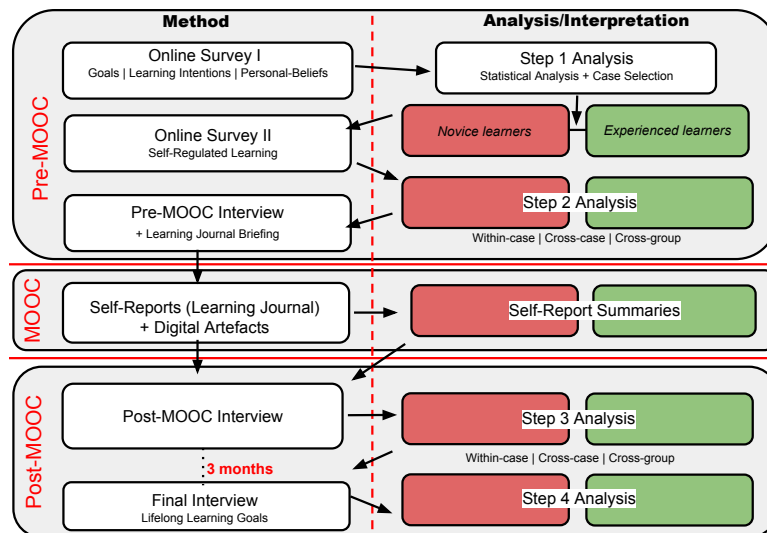 Method
Analysis/Interpretation
Pre-MOOC
Online Survey I
Goals | Learning Intentions | Personal-Beliefs
Step 1 Analysis
Statistical Analysis + Case Selection
Novice learners
Experienced learners
Online Survey II
Self-Regulated Learning
Step 2 Analysis
Within-case | Cross-case | Cross-group
Pre-MOOC Interview
+ Learning Journal Briefing
MOOC
Self-Reports (Learning Journal)
+ Digital Artefacts
Self-Report Summaries
Post-MOOC
Post-MOOC Interview
Step 3 Analysis
Within-case | Cross-case | Cross-group
3 months
Final Interview
Lifelong Learning Goals
Step 4 Analysis